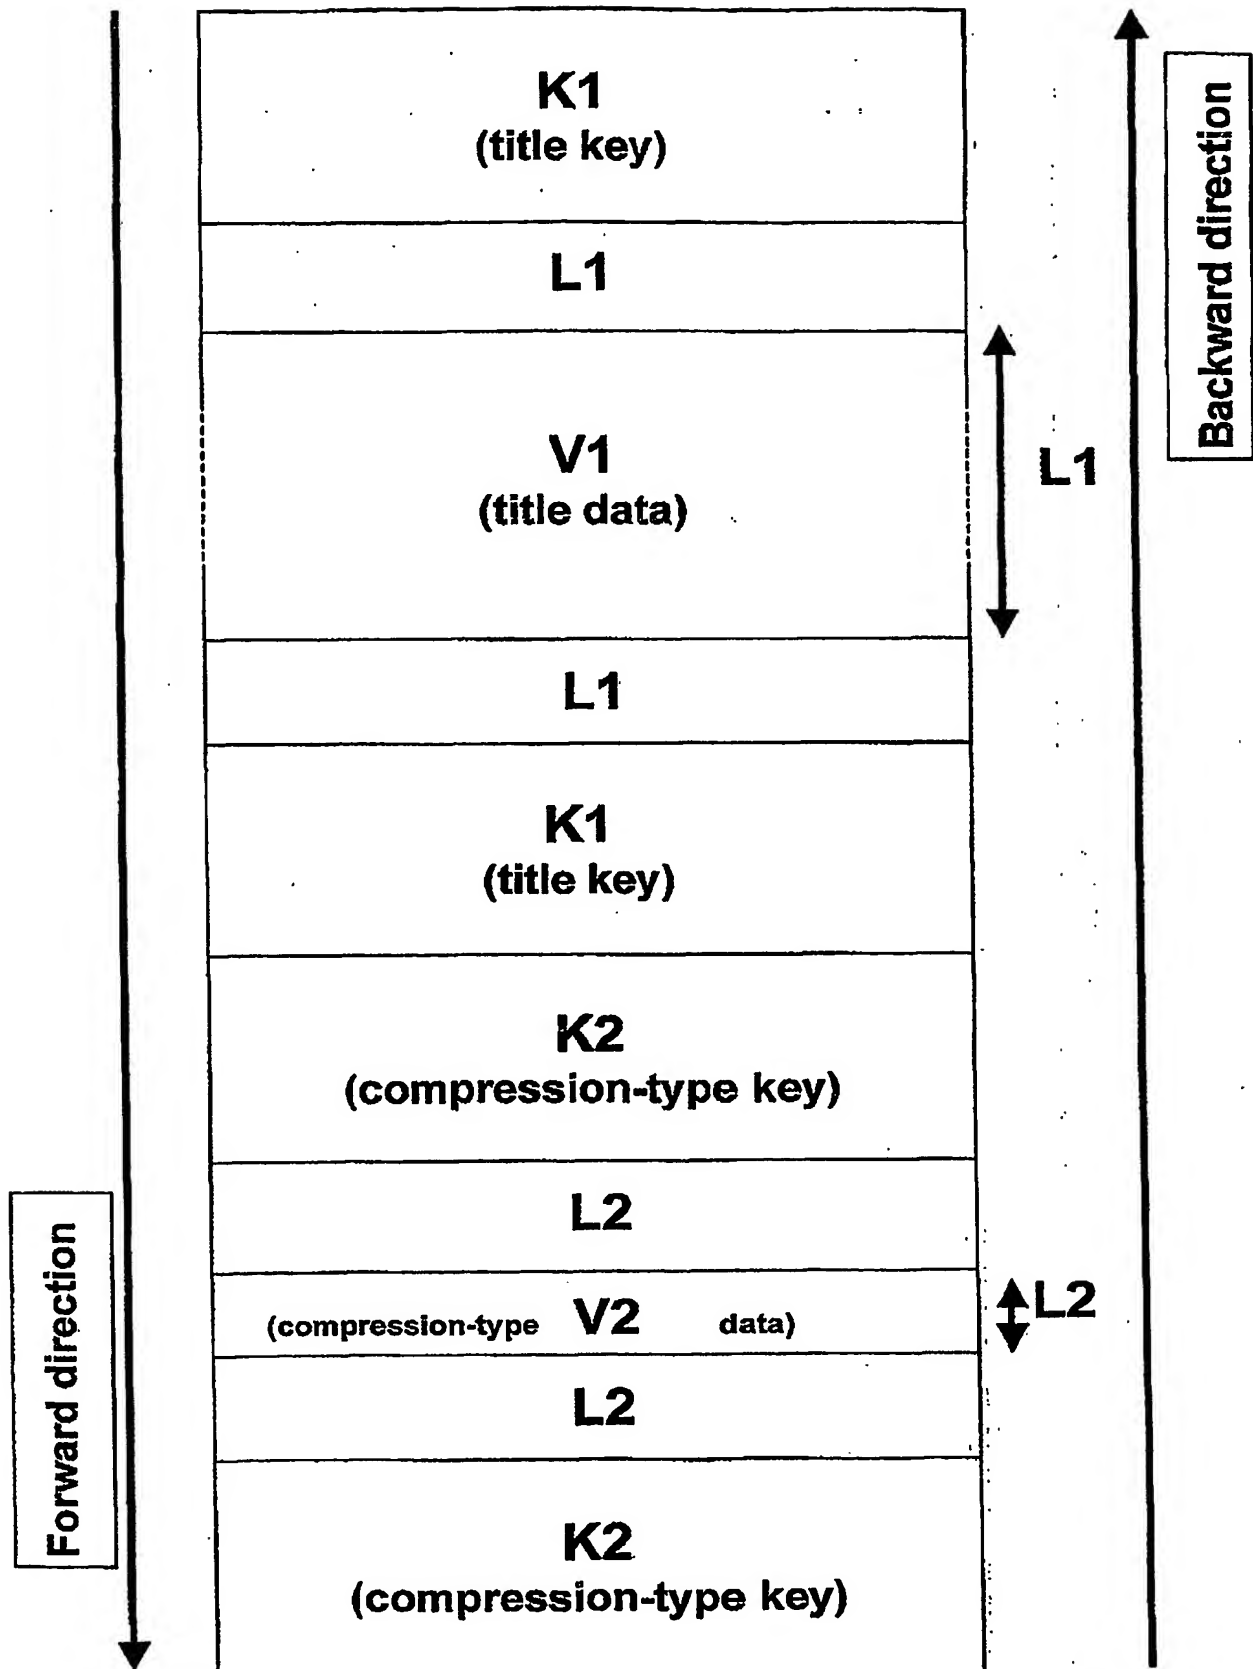 K1
(title key)
L1
V1
(title data)
L1
L1
K1
(title key)
K2
(compression-type key)
L2
(compression-type V2 data)
L2
L2
K2
(compression-type key)
Forward direction
Backward direction